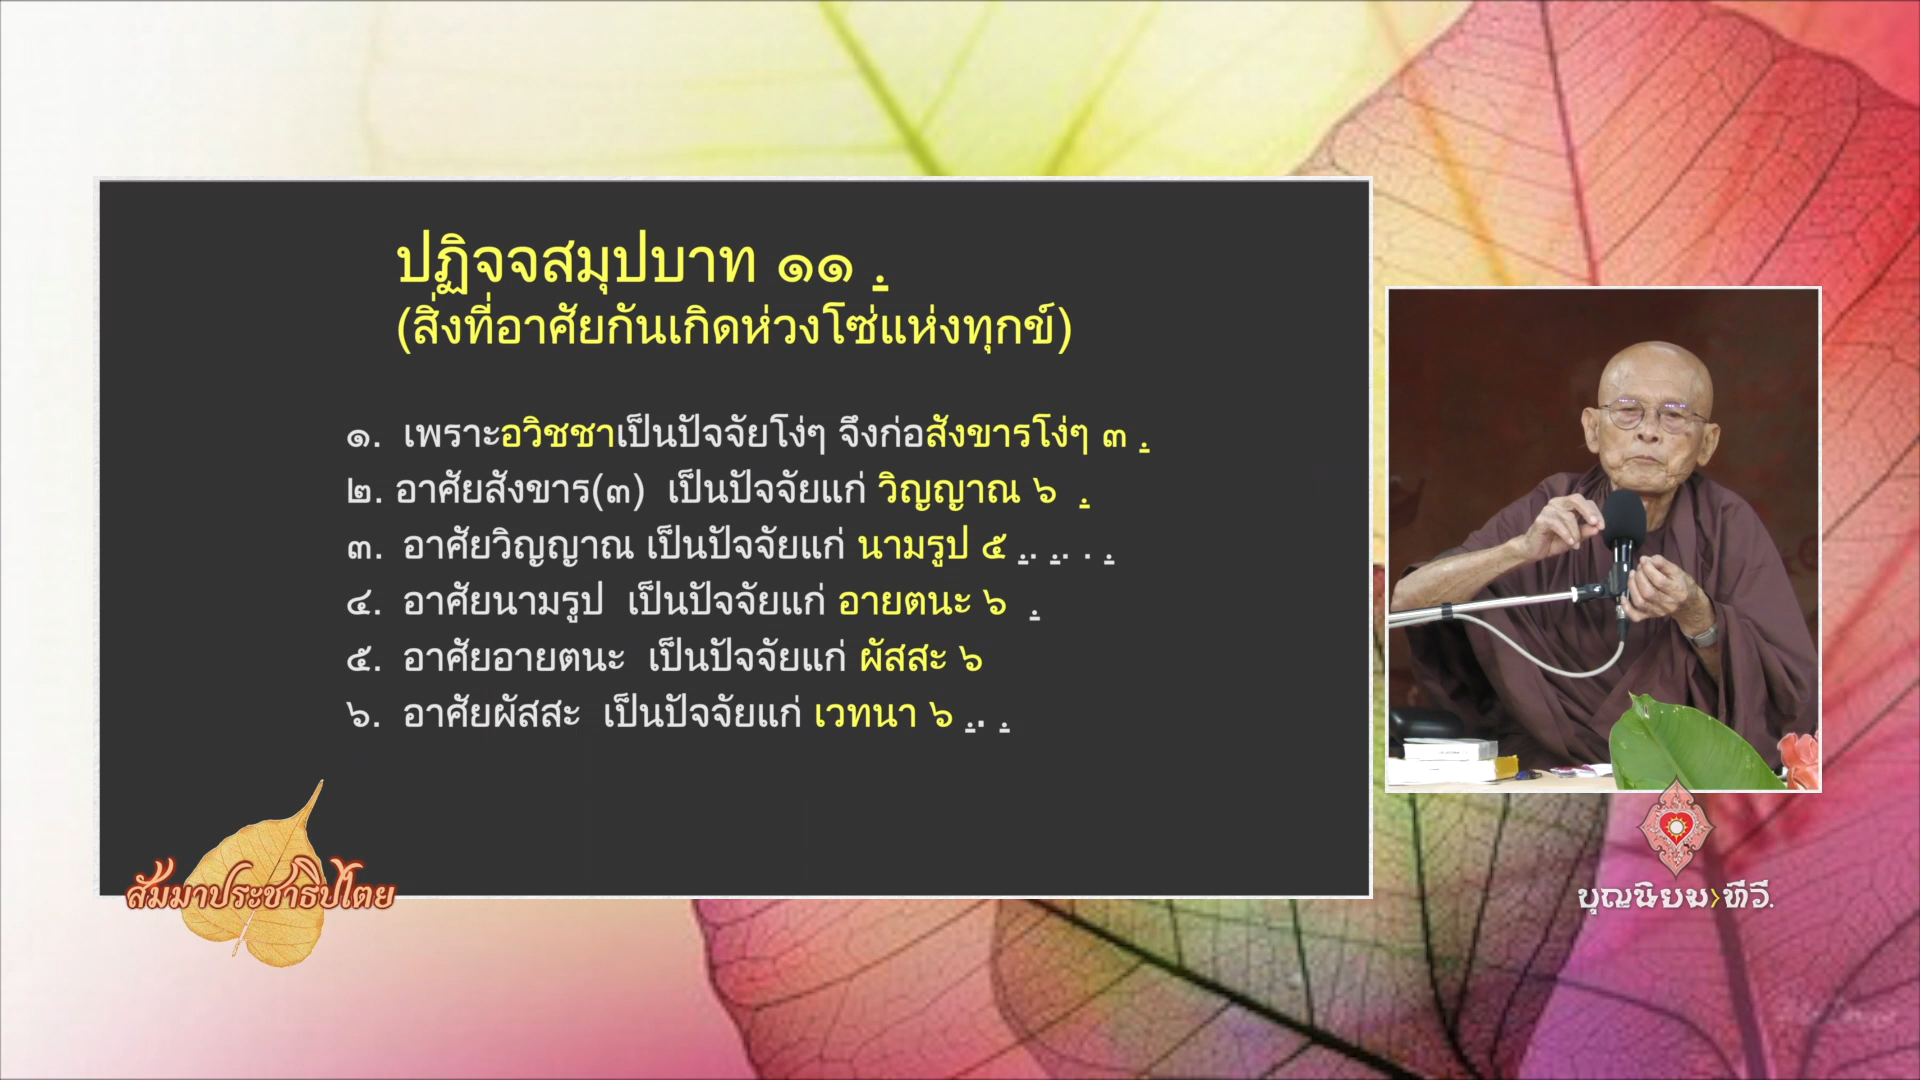 ปฏิจจสมุปบาท ๑๑ .
(สิ่งที่อาศัยกันเกิดห่วงโซ่แห่งทุกข์)
๑. เพราะอวิชชาเป็นปัจจัยโง่ๆ จึงก่อสังขารโง่ๆ ๓ .
๒. อาศัยสังขาร(๓) เป็นปัจจัยแก่ วิญญาณ ๖ .
๓. อาศัยวิญญาณ เป็นปัจจัยแก่ นามรูป ๕ .. .. . .
๔. อาศัยนามรูป เป็นปัจจัยแก่ อายตนะ ๖ .
๕. อาศัยอายตนะ เป็นปัจจัยแก่ ผัสสะ ๖
๖. อาศัยผัสสะ เป็นปัจจัยแก่ เวทนา ๖ .. .
สัมมาประชาธิปไตย
บุญนิยม>ทีวี.